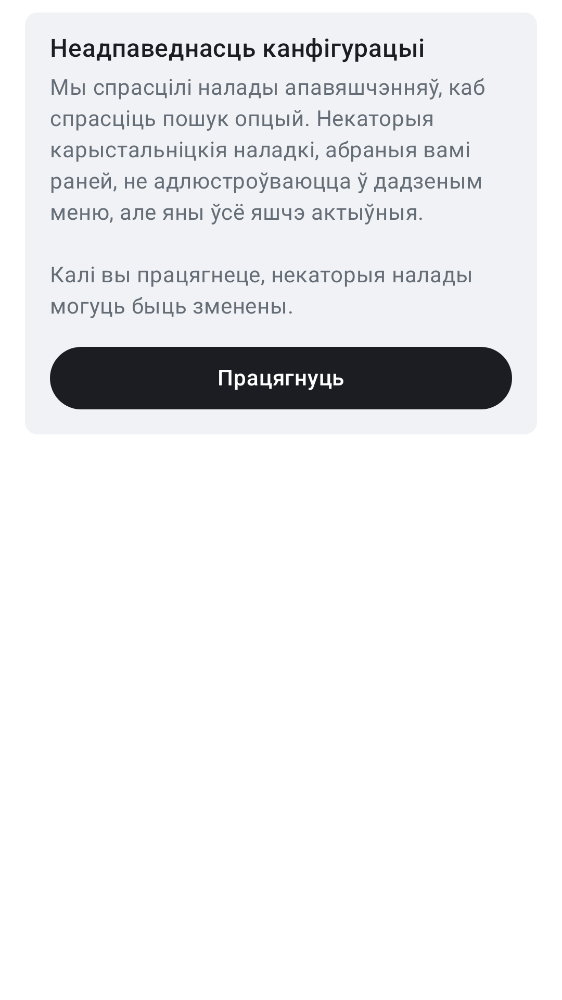 Неадпаведнасць канфігурацыі
Мы спрасцілі налады апавяшчэнняў, каб
спрасціць пошук опцый. Некаторыя
карыстальніцкія наладкі, абраныя вамі
раней, не адлюстроўваюцца ў дадзеным
меню, але яны ўсё яшчэ актыўныя.
Калі вы працягнеце, некаторыя налады
могуць быць зменены.
Працягнуць